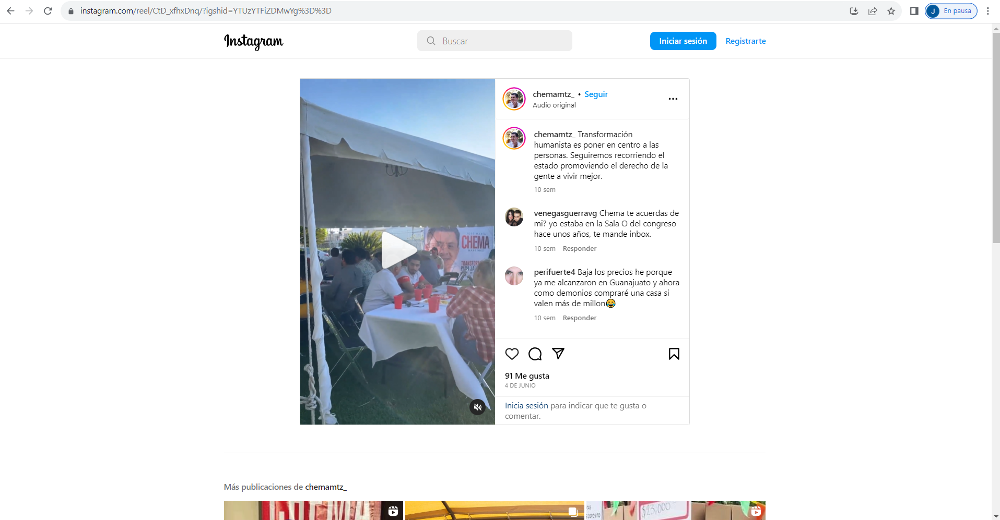 instagram.com/reel/CtD_xfhxDnq/?igshid=YTUzYTFiZDMwYg%3D%3D
J En pausa
Instagram
Buscar
Iniciar sesión
Registrarte
chemamtz_ • Seguir
Audio original
chemamtz_ Transformación
humanista es poner en centro a las
personas. Seguiremos recorriendo el
estado promoviendo el derecho de la
gente a vivir mejor.
10 sem
venegasguerravg Chema te acuerdas de
mi? yo estaba en la Sala O del congreso
hace unos años, te mande inbox.
10 sem Responder
perifuerte4 Baja los precios he porque
ya me alcanzaron en Guanajuato y ahora
como demonios compraré una casa si
valen más de millon😂
10 sem Responder
JOSÉ MARÍA
CHEMA
MARTÍNEZ
91 Me gusta
4 DE JUNIO
Inicia sesión para indicar que te gusta o
comentar.
Más publicaciones de chemamtz_
CHEMA
$23,000
DEPOSITO